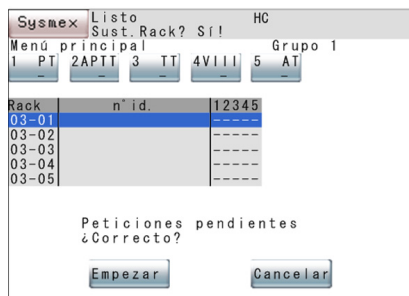 Sysmex Listo HC
Sust.Rack? Sí!
Menú principal Grupo 1
1 PT 2APTT 3 TT 4VIII 5 AT
– – – – –
Rack n°id. 12345
03-01 -----
03-02 -----
03-03 -----
03-04 -----
03-05 -----
Peticiones pendientes
¿Correcto?
Empezar Cancelar